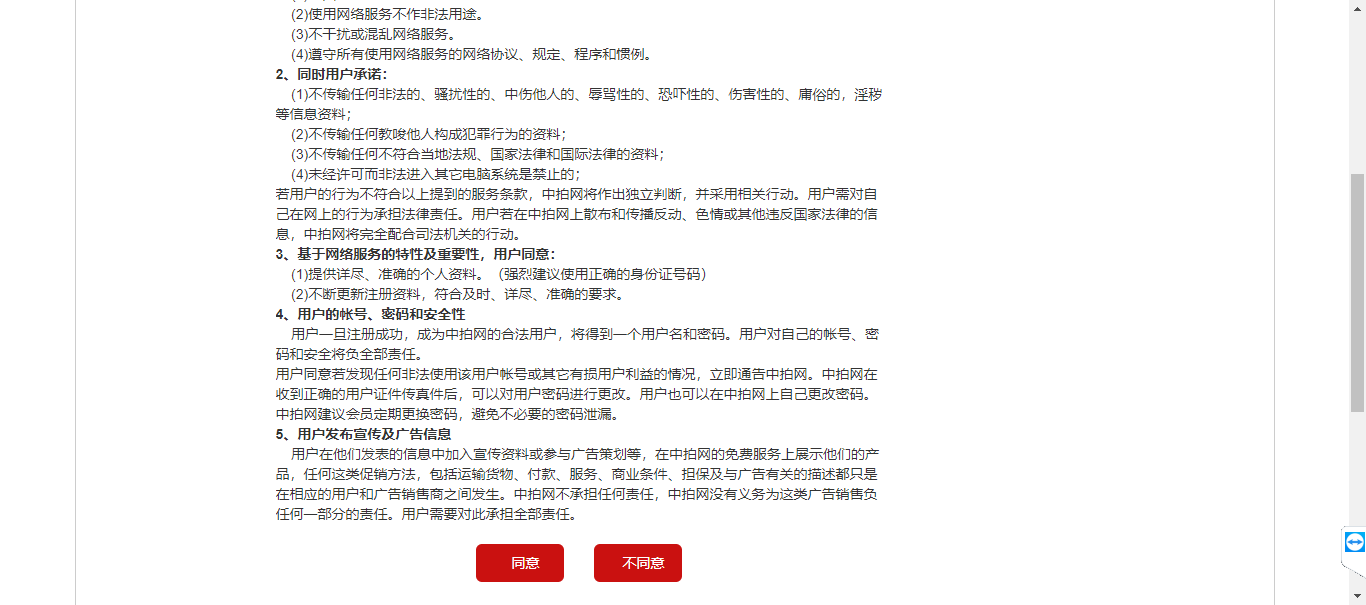 (2)使用网络服务不作非法用途。
(3)不干扰或混乱网络服务。
(4)遵守所有使用网络服务的网络协议、规定、程序和惯例。
2、同时用户承诺：
(1)不传输任何非法的、骚扰性的、中伤他人的、辱骂性的、恐吓性的、伤害性的、庸俗的，淫秽
等信息资料；
(2)不传输任何教唆他人构成犯罪行为的资料；
(3)不传输任何不符合当地法规、国家法律和国际法律的资料；
(4)未经许可而非法进入其它电脑系统是禁止的；
若用户的行为不符合以上提到的服务条款，中拍网将作出独立判断，并采用相关行动。用户需对自
己在网上的行为承担法律责任。用户若在中拍网上散布和传播反动、色情或其他违反国家法律的信
息，中拍网将完全配合司法机关的行动。
3、基于网络服务的特性及重要性，用户同意：
(1)提供详尽、准确的个人资料。（强烈建议使用正确的身份证号码）
(2)不断更新注册资料，符合及时、详尽、准确的要求。
4、用户的帐号、密码和安全性
用户一旦注册成功，成为中拍网的合法用户，将得到一个用户名和密码。用户对自己的帐号、密
码和安全将负全部责任。
用户同意若发现任何非法使用该用户帐号或其它有损用户利益的情况，立即通告中拍网。中拍网在
收到正确的用户证件传真件后，可以对用户密码进行更改。用户也可以在中拍网上自己更改密码。
中拍网建议会员定期更换密码，避免不必要的密码泄漏。
5、用户发布宣传及广告信息
用户在他们发表的信息中加入宣传资料或参与广告策划等，在中拍网的免费服务上展示他们的产
品，任何这类促销方法，包括运输货物、付款、服务、商业条件、担保及与广告有关的描述都只是
在相应的用户和广告销售商之间发生。中拍网不承担任何责任，中拍网没有义务为这类广告销售负
任何一部分的责任。用户需要对此承担全部责任。
同意
不同意